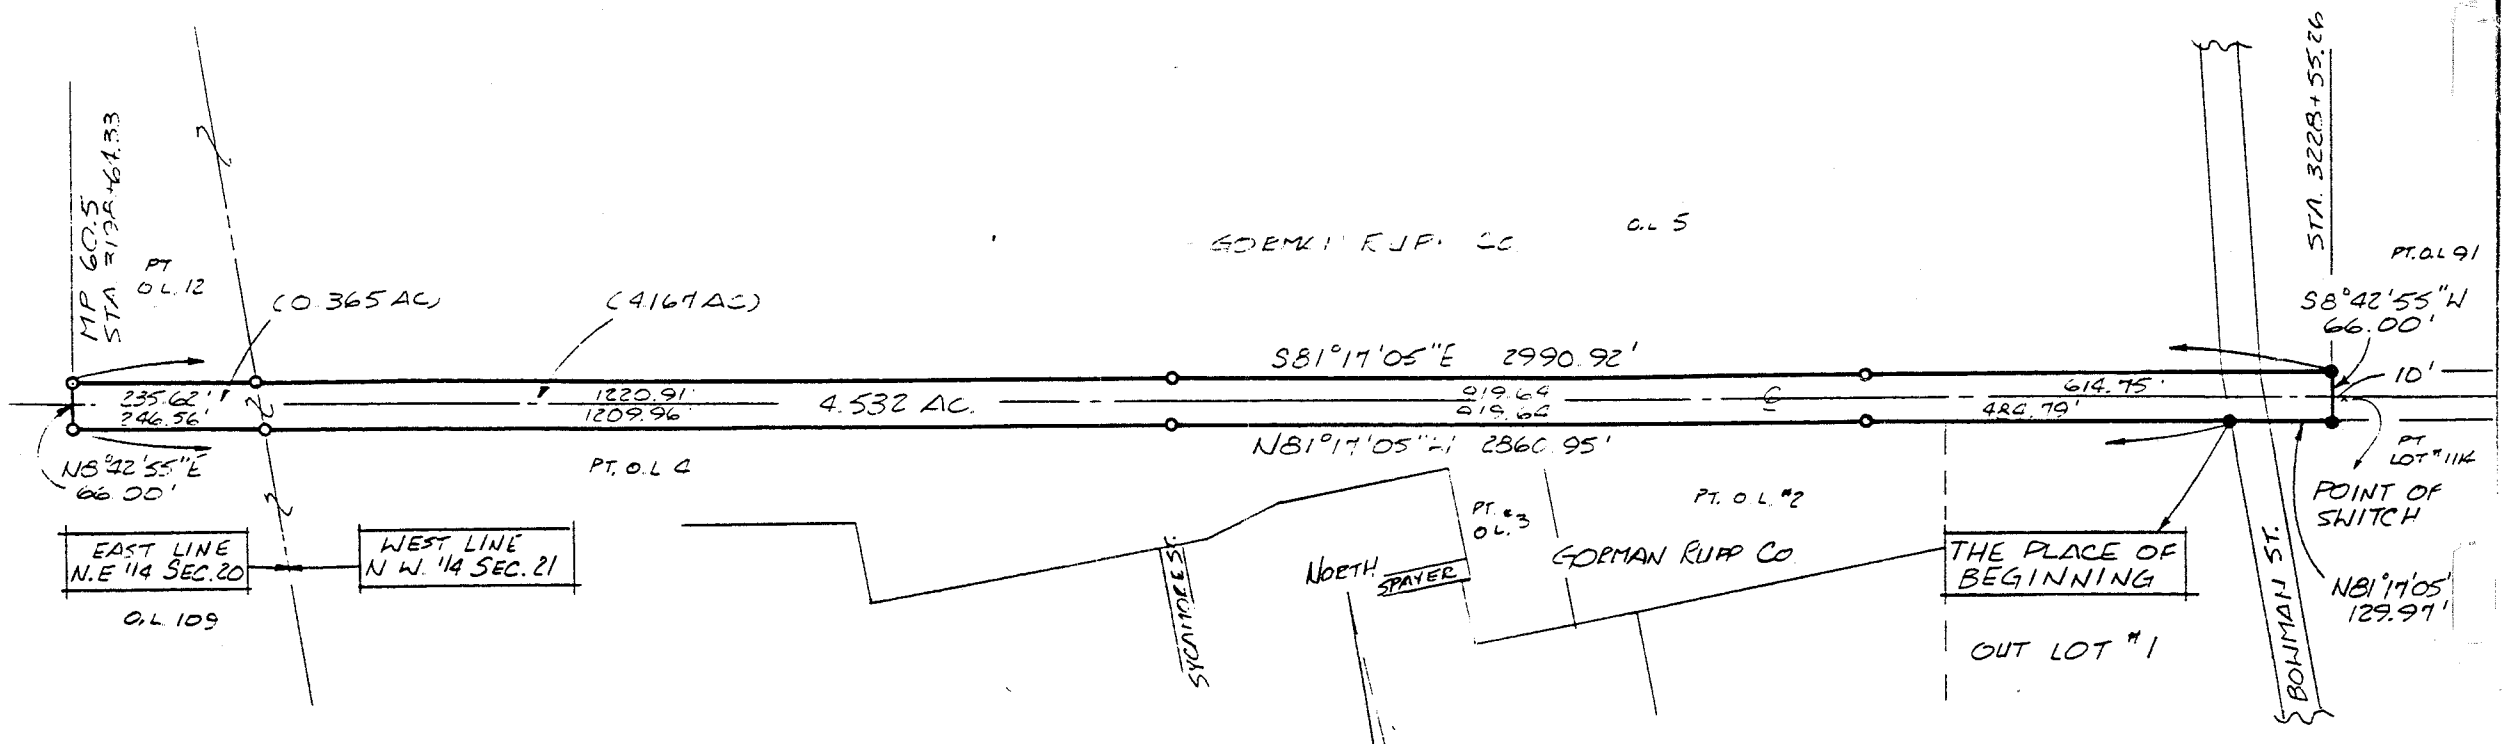 MP 60.5
STA.
PT
O.L. 12
(0.365 AC)
(4.167 AC)
CO.
O.L 5
STA. 3228+55.26
PT. O.L 91
S8°42'55"W
66.00'
10'
S81°17'05"E 2990.92'
235.62'
246.56'
1220.91'
1209.96'
4.532 AC.
919.64
919.64
614.75'
484.79'
N81°17'05"W 2860.95'
N8°42'55"E
66.00'
PT. O.L 4
PT. O.L. #2
PT. #3
O.L.
PT
LOT #
POINT OF
SWITCH
EAST LINE
N.E 1/4 SEC. 20
WEST LINE
N W. 1/4 SEC. 21
O.L 109
SYCAMORE ST.
NORTH
SPAYER
GORMAN RUPP CO.
THE PLACE OF
BEGINNING
OUT LOT #1
BOWMAN ST.
N81°17'05"
129.97'